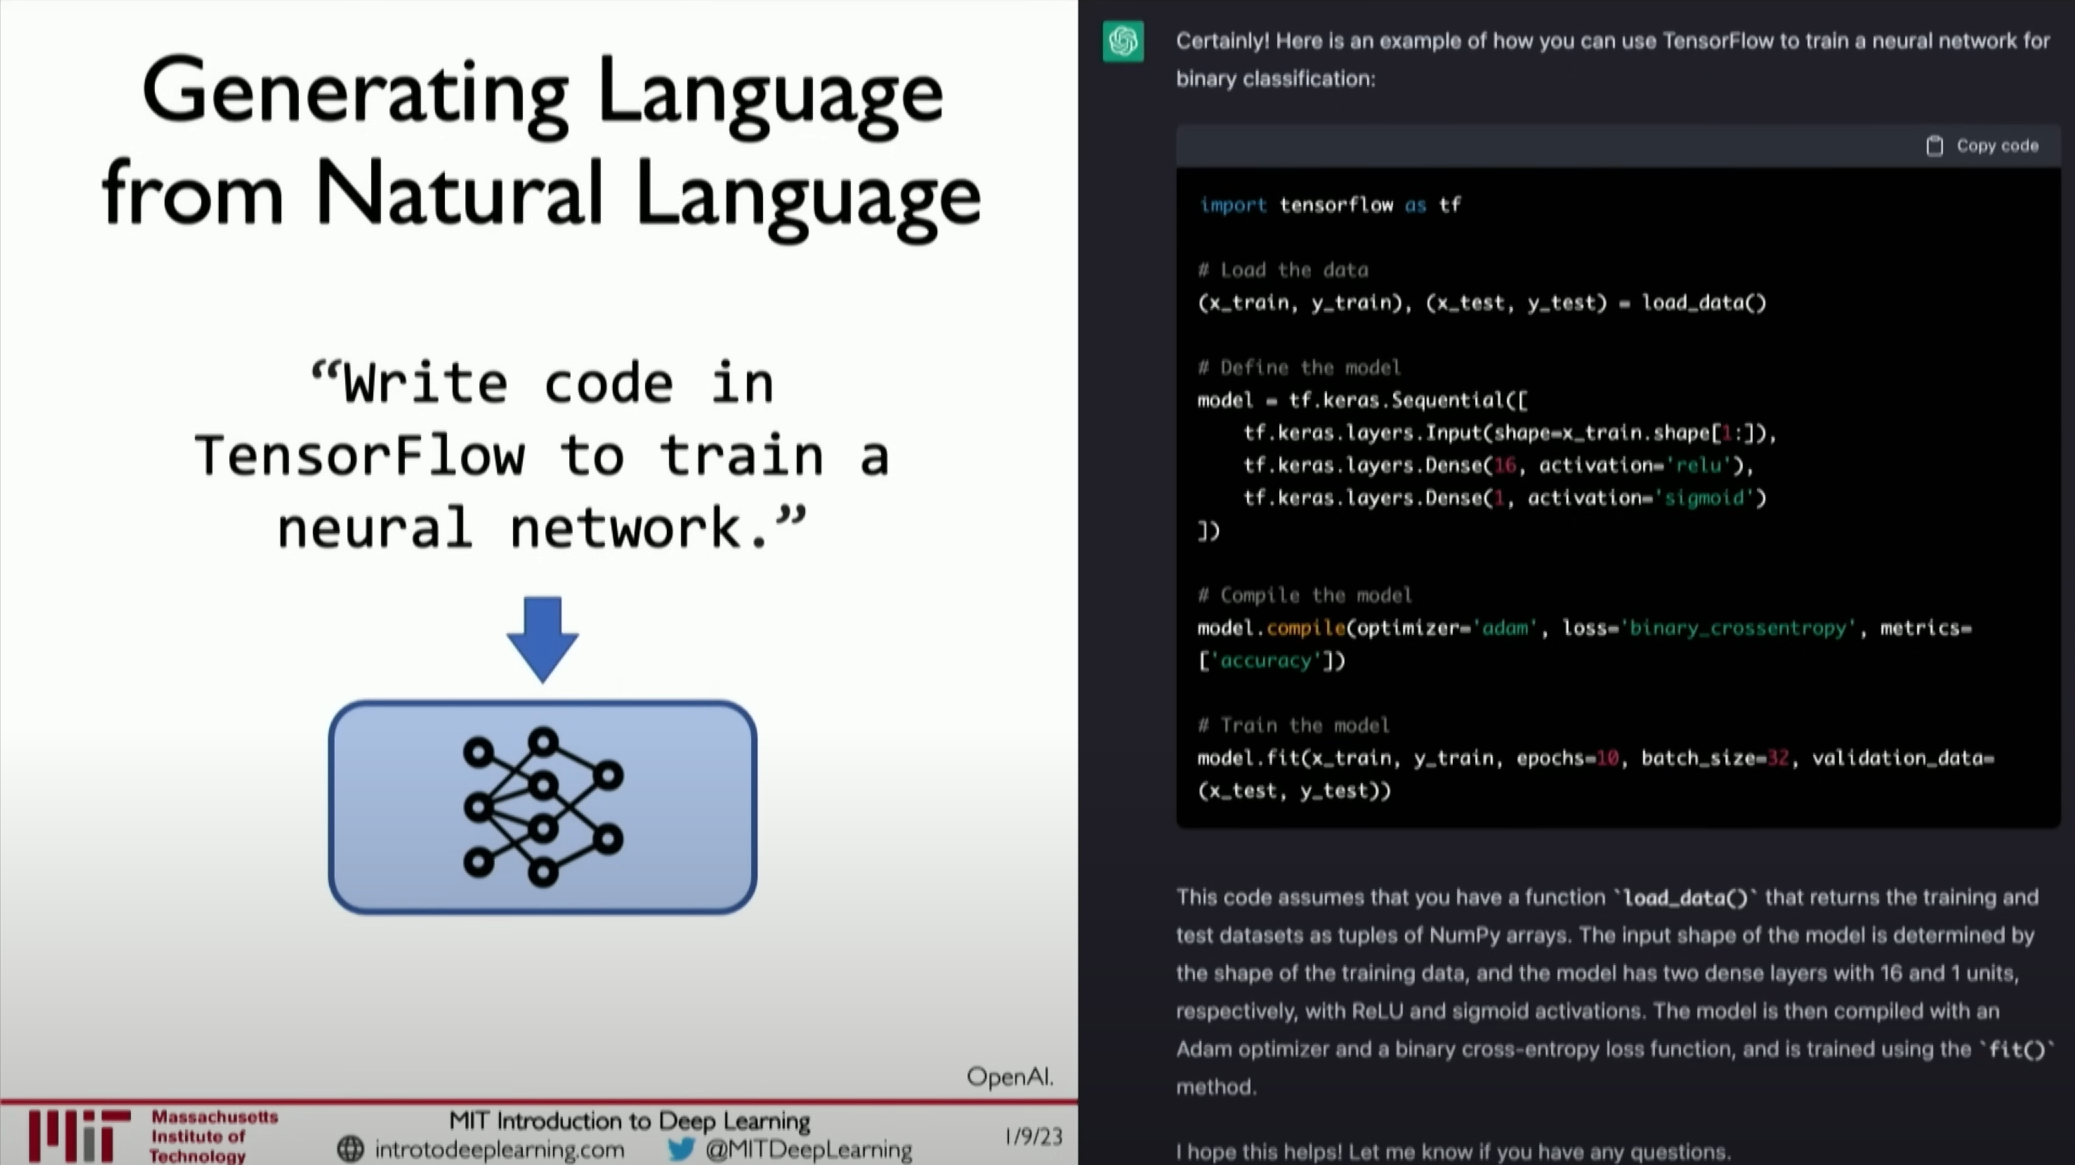 Generating Language
from Natural Language
“Write code in
TensorFlow to train a
neural network.”
OpenAI.
Massachusetts
Institute of
Technology
MIT Introduction to Deep Learning
introtodeeplearning.com @MITDeepLearning
1/9/23
Certainly! Here is an example of how you can use TensorFlow to train a neural network for
binary classification:
Copy code
import tensorflow as tf
# Load the data
(x_train, y_train), (x_test, y_test) = load_data()
# Define the model
model = tf.keras.Sequential([
    tf.keras.layers.Input(shape=x_train.shape[1:]),
    tf.keras.layers.Dense(16, activation='relu'),
    tf.keras.layers.Dense(1, activation='sigmoid')
])
# Compile the model
model.compile(optimizer='adam', loss='binary_crossentropy', metrics=
['accuracy'])
# Train the model
model.fit(x_train, y_train, epochs=10, batch_size=32, validation_data=
(x_test, y_test))
This code assumes that you have a function `load_data()` that returns the training and
test datasets as tuples of NumPy arrays. The input shape of the model is determined by
the shape of the training data, and the model has two dense layers with 16 and 1 units,
respectively, with ReLU and sigmoid activations. The model is then compiled with an
Adam optimizer and a binary cross-entropy loss function, and is trained using the `fit()`
method.
I hope this helps! Let me know if you have any questions.